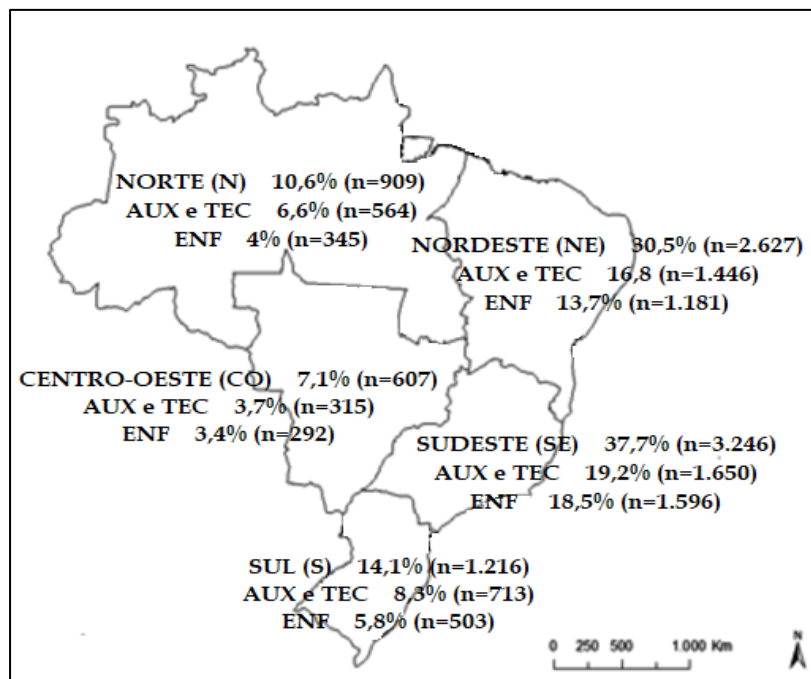 NORTE (N) 10,6% (n=909)
AUX e TEC 6,6% (n=564)
ENF 4% (n=345)
NORDESTE (NE) 30,5% (n=2.627)
AUX e TEC 16,8 (n=1.446)
ENF 13,7% (n=1.181)
CENTRO-OESTE (CO) 7,1% (n=607)
AUX e TEC 3,7% (n=315)
ENF 3,4% (n=292)
SUDESTE (SE) 37,7% (n=3.246)
AUX e TEC 19,2% (n=1.650)
ENF 18,5% (n=1.596)
SUL (S) 14,1% (n=1.216)
AUX e TEC 8,3% (n=713)
ENF 5,8% (n=503)
0 250 500 1.000 Km
N